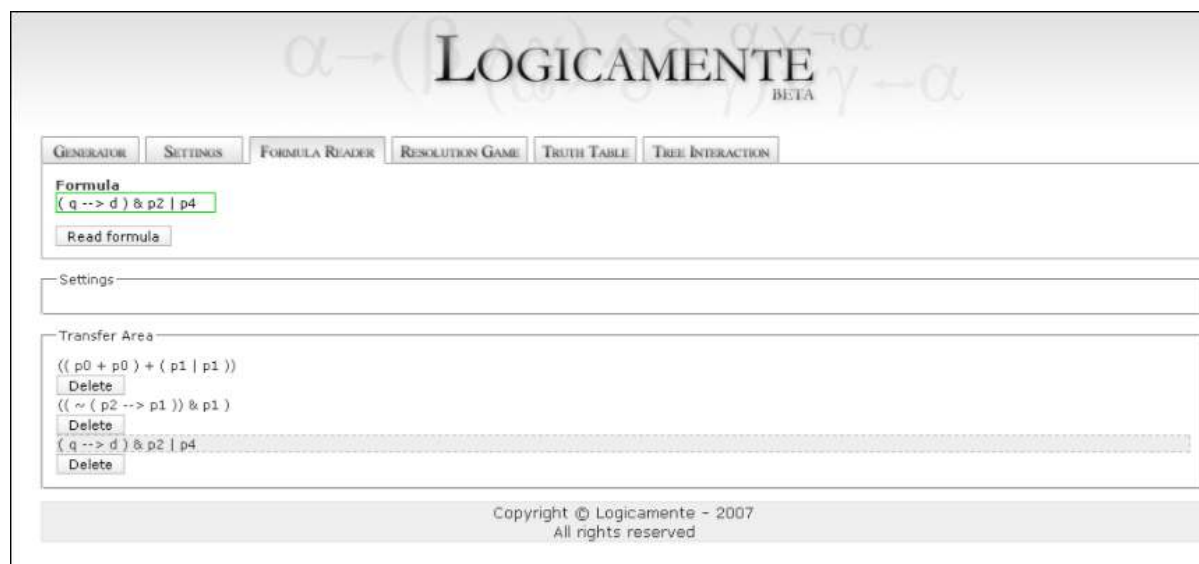 LOGICAMENTE
BETA
GENERATOR SETTINGS FORMULA READER RESOLUTION GAME TRUTH TABLE TREE INTERACTION
Formula
( q --> d ) & p2 | p4
Read formula
Settings
Transfer Area
(( p0 + p0 ) + ( p1 | p1 ))
Delete
(( ~ ( p2 --> p1 )) & p1 )
Delete
( q --> d ) & p2 | p4
Delete
Copyright © Logicamente - 2007
All rights reserved